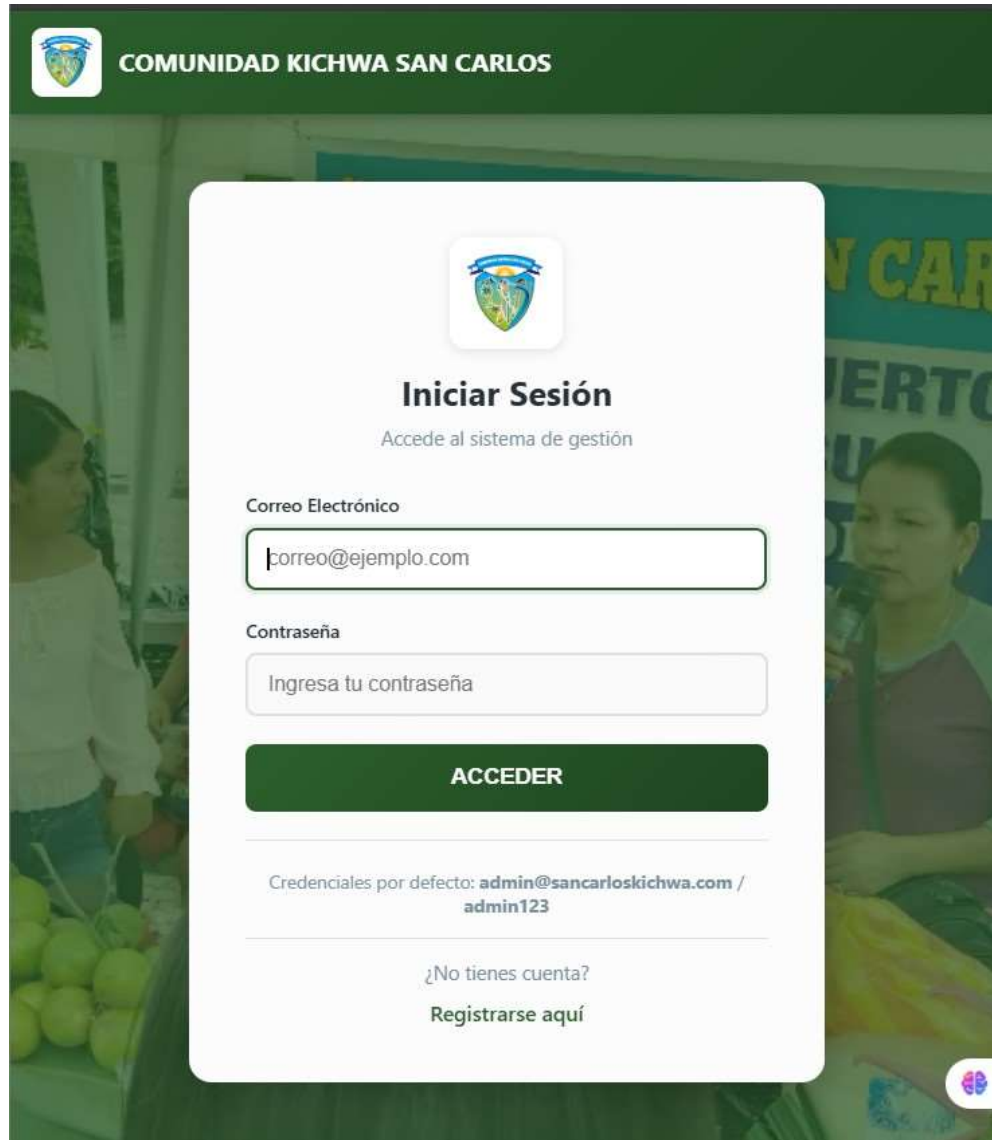 COMUNIDAD KICHWA SAN CARLOS
N CAR
Iniciar Sesión
Accede al sistema de gestión
Correo Electrónico
correo@ejemplo.com
Contraseña
Ingresa tu contraseña
ACCEDER
Credenciales por defecto: admin@sancarloskichwa.com /
admin123
¿No tienes cuenta?
Registrarse aquí